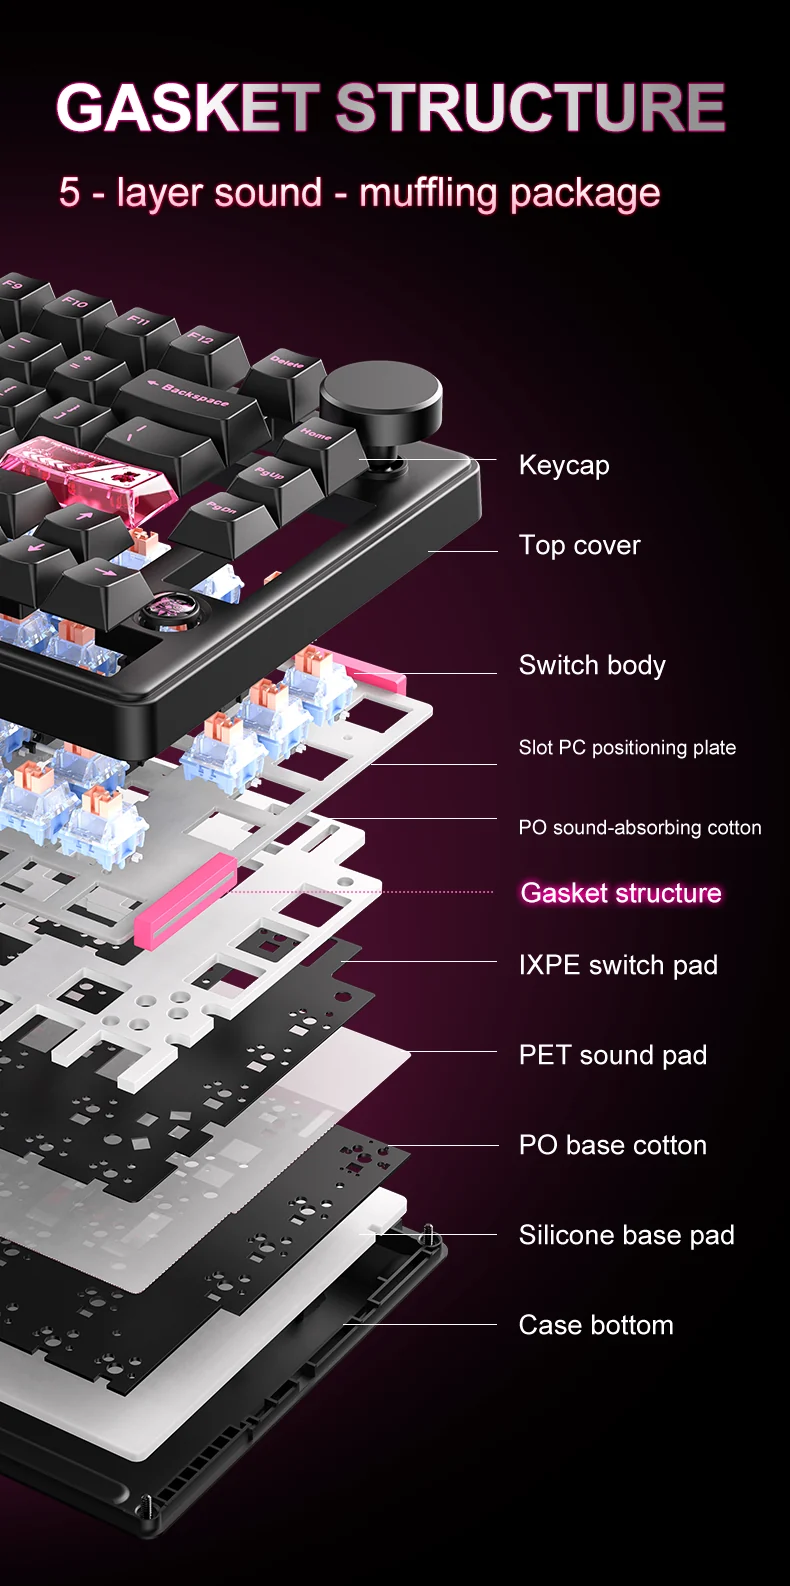 GASKET STRUCTURE
5 - layer sound - muffling package
F9
F10
F11
F12
Delete
← Backspace
Home
PgUp
PgDn
Keycap
Top cover
Switch body
Slot PC positioning plate
PO sound-absorbing cotton
Gasket structure
IXPE switch pad
PET sound pad
PO base cotton
Silicone base pad
Case bottom